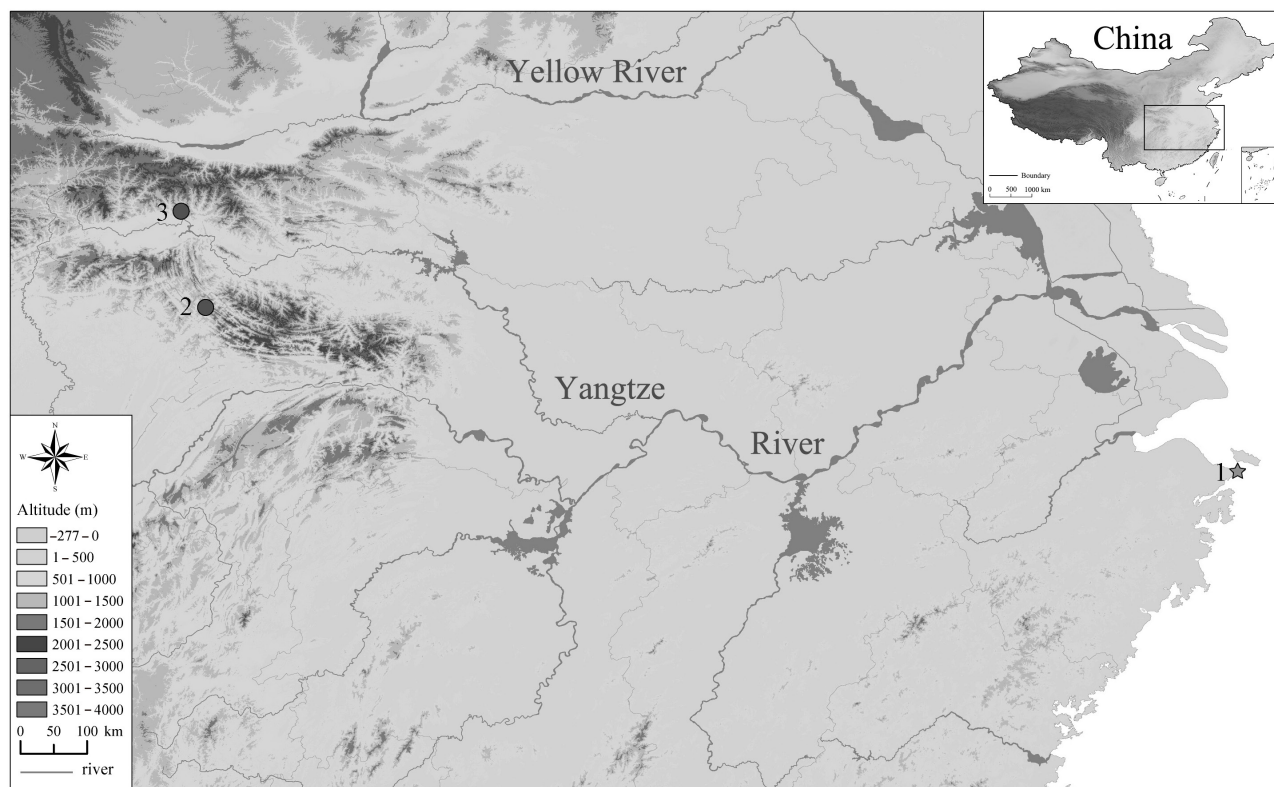 China
Boundary
0 500 1000 km
Yellow River
3
2
Yangtze
River
1
N
W E
S
Altitude (m)
-277 - 0
1 - 500
501 - 1000
1001 - 1500
1501 - 2000
2001 - 2500
2501 - 3000
3001 - 3500
3501 - 4000
0 50 100 km
river